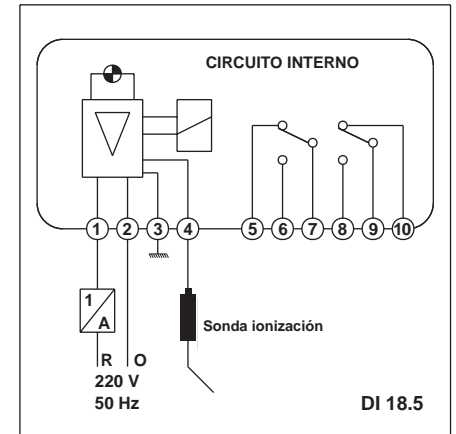 CIRCUITO INTERNO
1 2 3 4 5 6 7 8 9 10
1
A
Sonda ionización
R O
220 V
50 Hz
DI 18.5